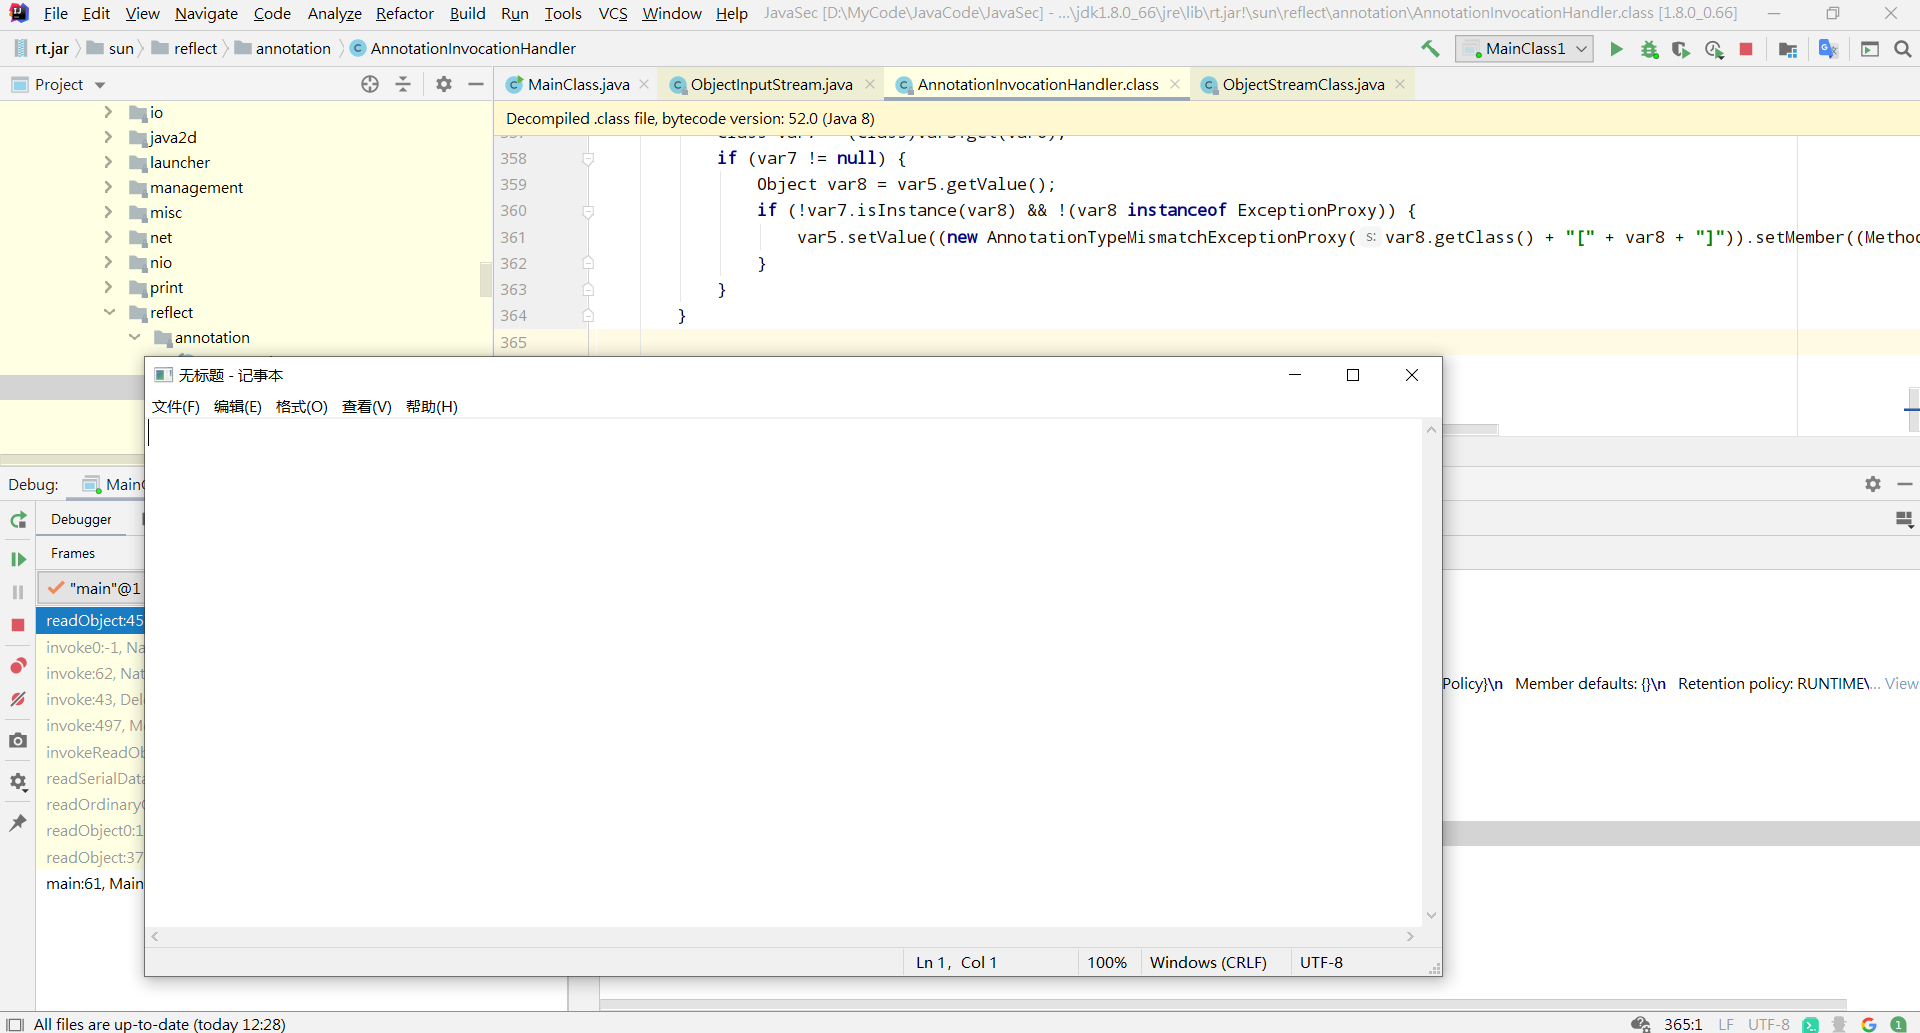 File Edit View Navigate Code Analyze Refactor Build Run Tools VCS Window Help JavaSec [D:\MyCode\JavaCode\JavaSec] - ...\jdk1.8.0_66\jre\lib\rt.jar!\sun\reflect\annotation\AnnotationInvocationHandler.class [1.8.0_0.66]
rt.jar sun reflect annotation AnnotationInvocationHandler MainClass1
Project MainClass.java ObjectInputStream.java AnnotationInvocationHandler.class ObjectStreamClass.java
Decompiled .class file, bytecode version: 52.0 (Java 8)
io
java2d
launcher
management
misc
net
nio
print
reflect
annotation
358 if (var7 != null) {
359 Object var8 = var5.getValue();
360 if (!var7.isInstance(var8) && !(var8 instanceof ExceptionProxy)) {
361 var5.setValue((new AnnotationTypeMismatchExceptionProxy( s: var8.getClass() + "[" + var8 + "]")).setMember((Metho
362 }
363 }
364 }
365
无标题 - 记事本
文件(F) 编辑(E) 格式(O) 查看(V) 帮助(H)
Ln 1, Col 1 100% Windows (CRLF) UTF-8
Debug: Main
Debugger
Frames
"main"@1
readObject:45
invoke0:-1, Na
invoke:62, Nat
invoke:43, Del
invoke:497, M
invokeReadOb
readSerialData
readOrdinary
readObject0:1
readObject:37
main:61, Main
Policy}\n Member defaults: {}\n Retention policy: RUNTIME\... View
All files are up-to-date (today 12:28) 365:1 LF UTF-8 1